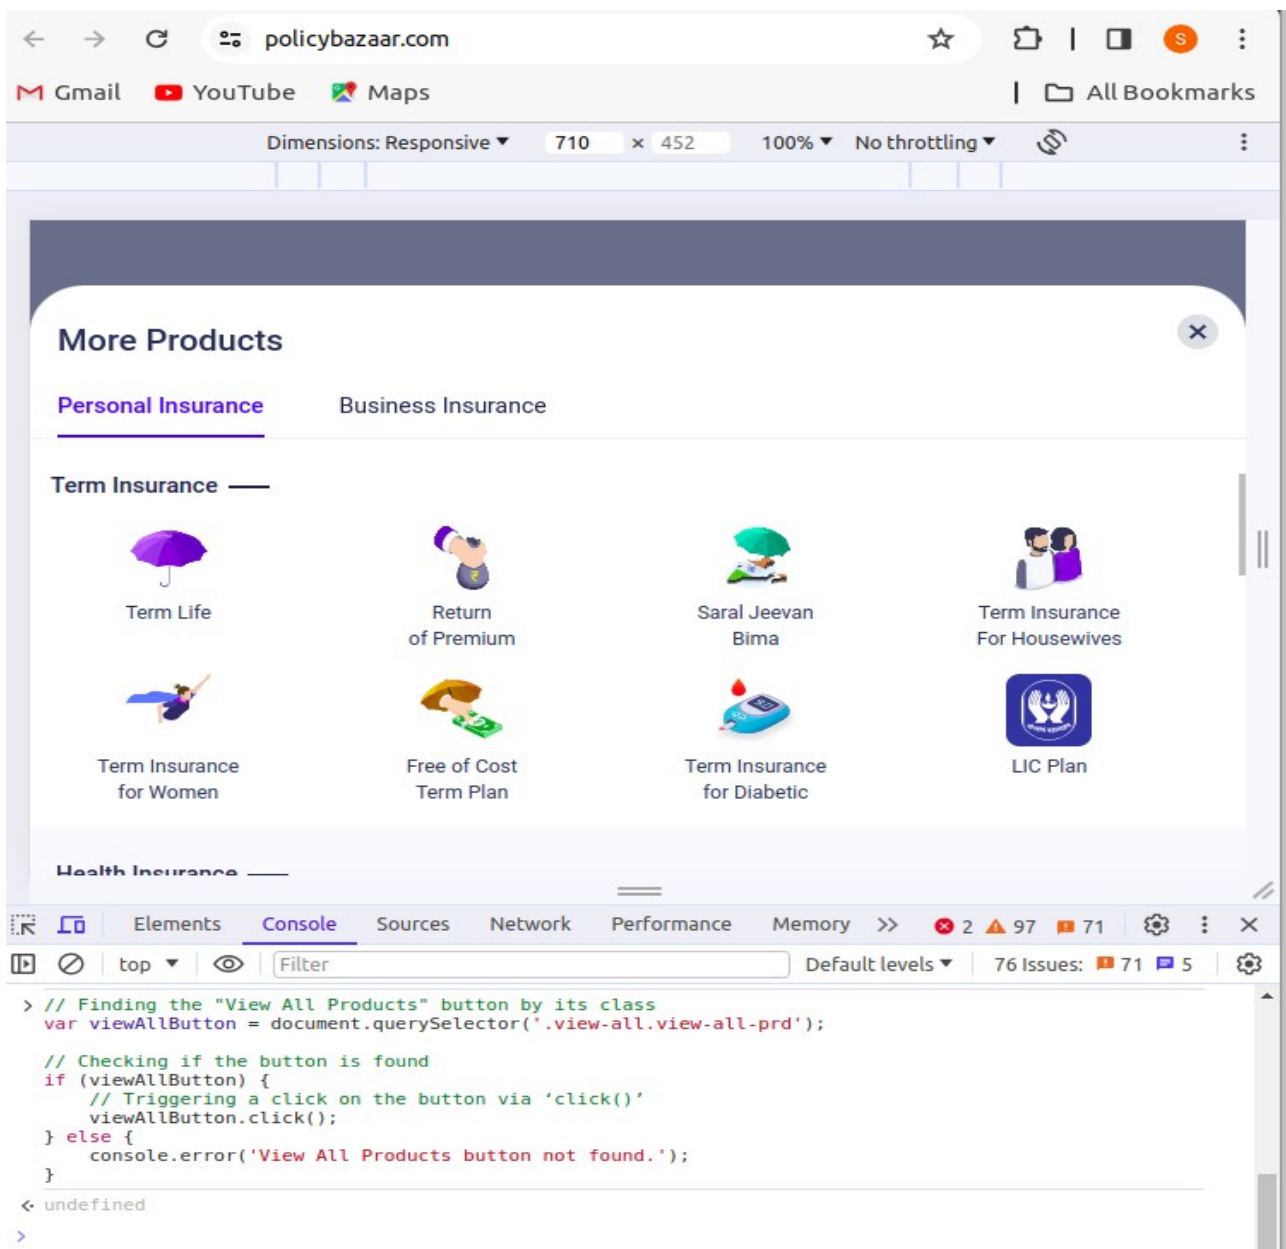 policybazaar.com
S
Gmail YouTube Maps All Bookmarks
Dimensions: Responsive 710 × 452 100% No throttling
More Products
Personal Insurance Business Insurance
Term Insurance
Term Life
Return
of Premium
Saral Jeevan
Bima
Term Insurance
For Housewives
Term Insurance
for Women
Free of Cost
Term Plan
Term Insurance
for Diabetic
LIC Plan
Health Insurance
Elements Console Sources Network Performance Memory 2 97 71
top Filter Default levels 76 Issues: 71 5
> // Finding the "View All Products" button by its class
var viewAllButton = document.querySelector('.view-all.view-all-prd');
// Checking if the button is found
if (viewAllButton) {
// Triggering a click on the button via ‘click()’
viewAllButton.click();
} else {
console.error('View All Products button not found.');
}
undefined
>